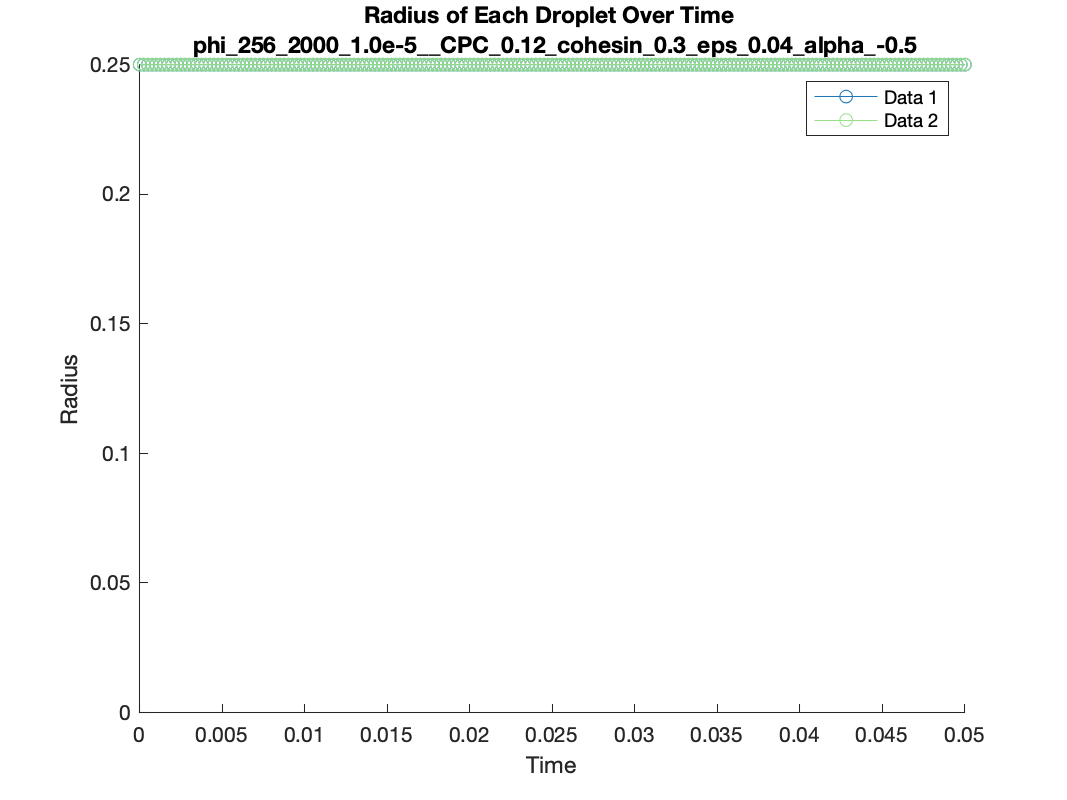 Radius of Each Droplet Over Time
phi_256_2000_1.0e-5__CPC_0.12_cohesin_0.3_eps_0.04_alpha_-0.5
0.25
Data 1
Data 2
0.2
0.15
Radius
0.1
0.05
0
0 0.005 0.01 0.015 0.02 0.025 0.03 0.035 0.04 0.045 0.05
Time